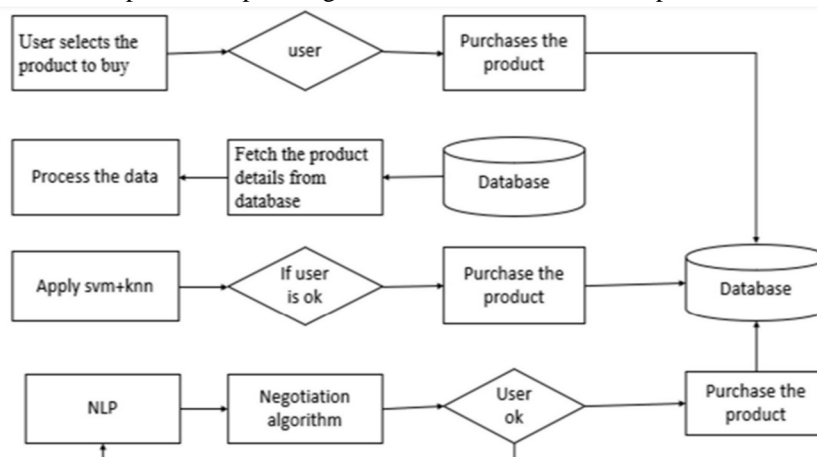 User selects the
product to buy
user
Purchases the
product
Process the data
Fetch the product
details from
database
Database
Apply svm+knn
If user
is ok
Purchase the
product
Database
NLP
Negotiation
algorithm
User
ok
Purchase the
product